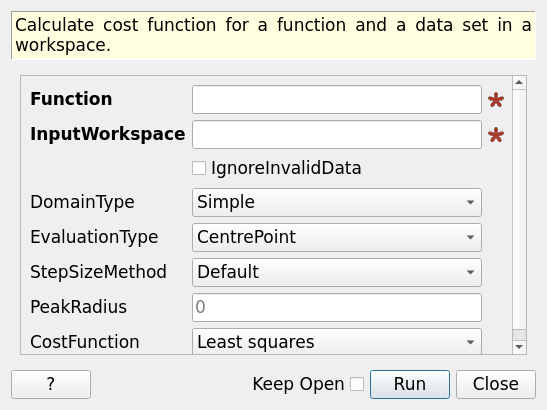 Calculate cost function for a function and a data set in a
workspace.
Function
InputWorkspace
IgnoreInvalidData
DomainType Simple
EvaluationType CentrePoint
StepSizeMethod Default
PeakRadius 0
CostFunction Least squares
? Keep Open Run Close